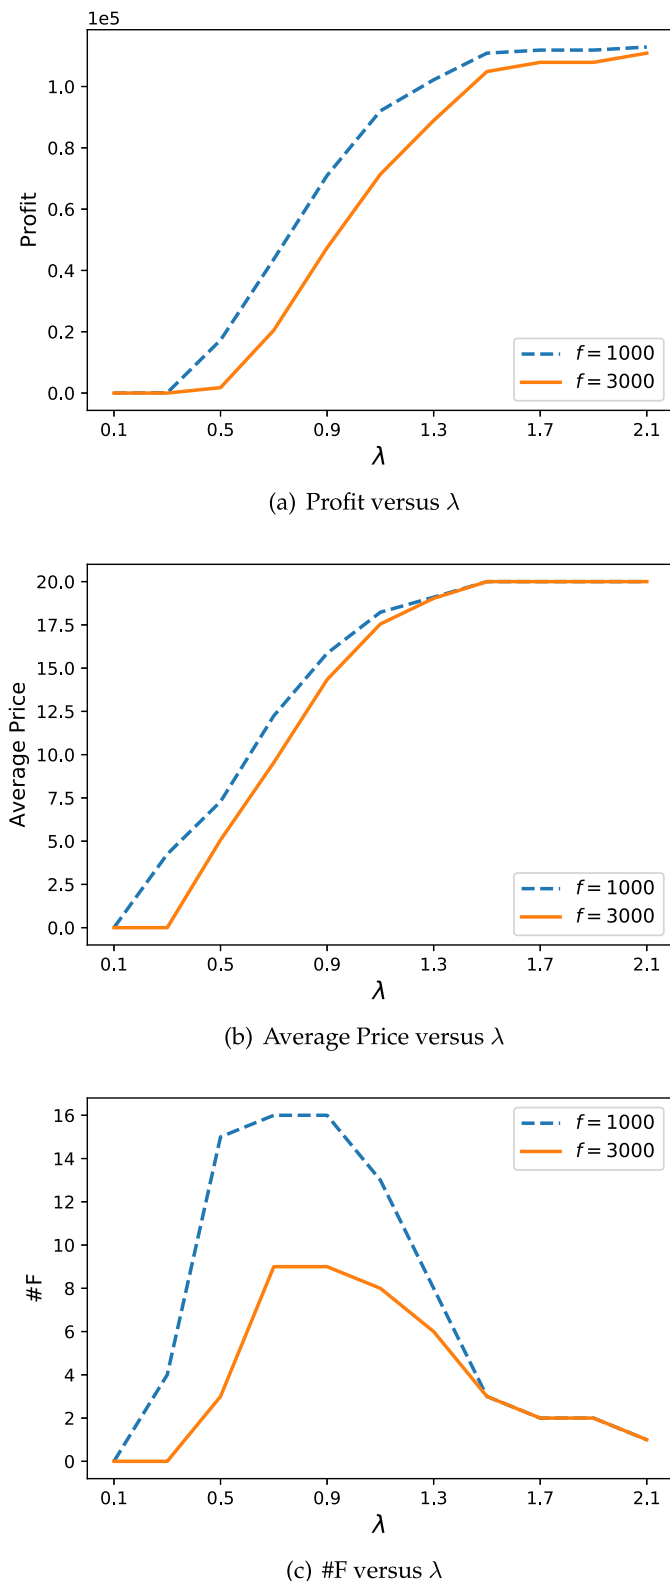 1e5
1.0
0.8
0.6
0.4
0.2
0.0
Profit
f = 1000
f = 3000
0.1 0.5 0.9 1.3 1.7 2.1
λ
(a) Profit versus λ
20.0
17.5
15.0
12.5
10.0
7.5
5.0
2.5
0.0
Average Price
f = 1000
f = 3000
0.1 0.5 0.9 1.3 1.7 2.1
λ
(b) Average Price versus λ
16
14
12
10
8
6
4
2
0
#F
f = 1000
f = 3000
0.1 0.5 0.9 1.3 1.7 2.1
λ
(c) #F versus λ